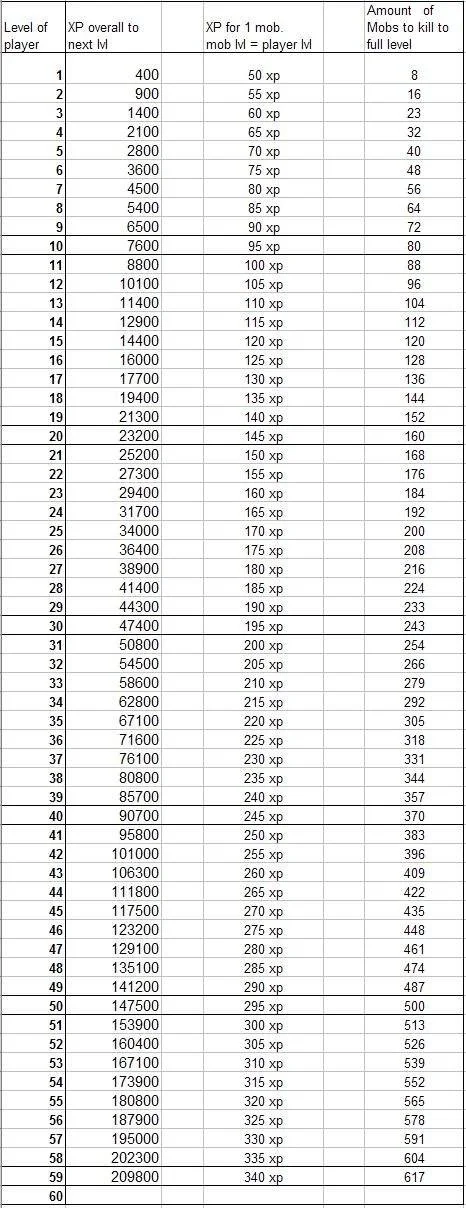 Level of player XP overall to next lvl XP for 1 mob. mob lvl = player lvl Amount of Mobs to kill to full level
1 400 50 xp 8
2 900 55 xp 16
3 1400 60 xp 23
4 2100 65 xp 32
5 2800 70 xp 40
6 3600 75 xp 48
7 4500 80 xp 56
8 5400 85 xp 64
9 6500 90 xp 72
10 7600 95 xp 80
11 8800 100 xp 88
12 10100 105 xp 96
13 11400 110 xp 104
14 12900 115 xp 112
15 14400 120 xp 120
16 16000 125 xp 128
17 17700 130 xp 136
18 19400 135 xp 144
19 21300 140 xp 152
20 23200 145 xp 160
21 25200 150 xp 168
22 27300 155 xp 176
23 29400 160 xp 184
24 31700 165 xp 192
25 34000 170 xp 200
26 36400 175 xp 208
27 38900 180 xp 216
28 41400 185 xp 224
29 44300 190 xp 233
30 47400 195 xp 243
31 50800 200 xp 254
32 54500 205 xp 266
33 58600 210 xp 279
34 62800 215 xp 292
35 67100 220 xp 305
36 71600 225 xp 318
37 76100 230 xp 331
38 80800 235 xp 344
39 85700 240 xp 357
40 90700 245 xp 370
41 95800 250 xp 383
42 101000 255 xp 396
43 106300 260 xp 409
44 111800 265 xp 422
45 117500 270 xp 435
46 123200 275 xp 448
47 129100 280 xp 461
48 135100 285 xp 474
49 141200 290 xp 487
50 147500 295 xp 500
51 153900 300 xp 513
52 160400 305 xp 526
53 167100 310 xp 539
54 173900 315 xp 552
55 180800 320 xp 565
56 187900 325 xp 578
57 195000 330 xp 591
58 202300 335 xp 604
59 209800 340 xp 617
60